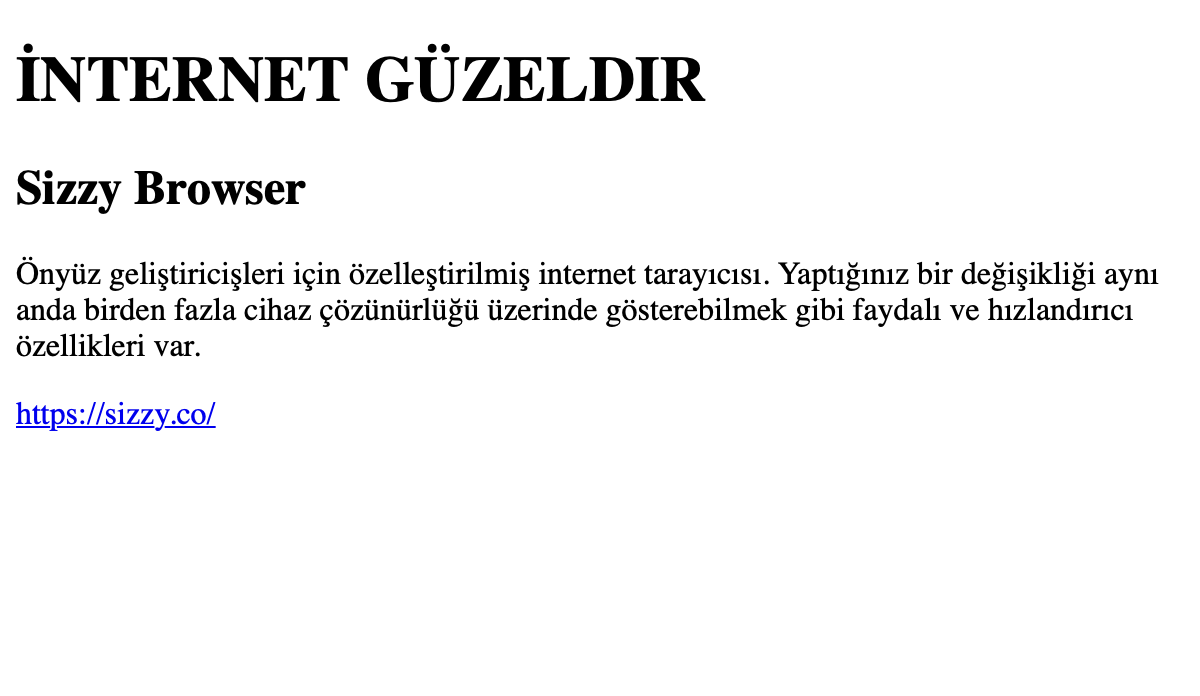 İNTERNET GÜZELDIR
Sizzy Browser
Önyüz geliştiricişleri için özelleştirilmiş internet tarayıcısı. Yaptığınız bir değişikliği aynı
anda birden fazla cihaz çözünürlüğü üzerinde gösterebilmek gibi faydalı ve hızlandırıcı
özellikleri var.
https://sizzy.co/